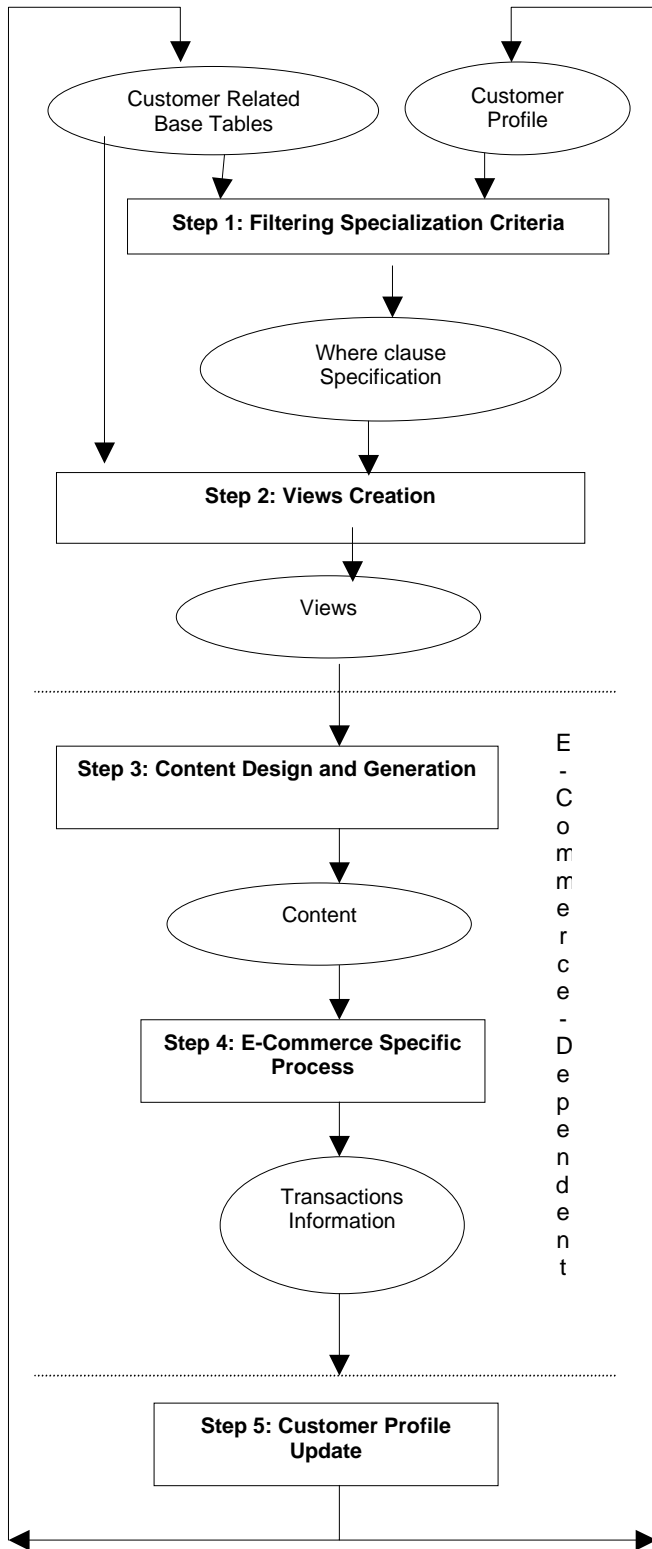 Customer Related
Base Tables
Customer
Profile
Step 1: Filtering Specialization Criteria
Where clause
Specification
Step 2: Views Creation
Views
Step 3: Content Design and Generation
Content
Step 4: E-Commerce Specific
Process
Transactions
Information
E-Commerce-Dependent
Step 5: Customer Profile
Update